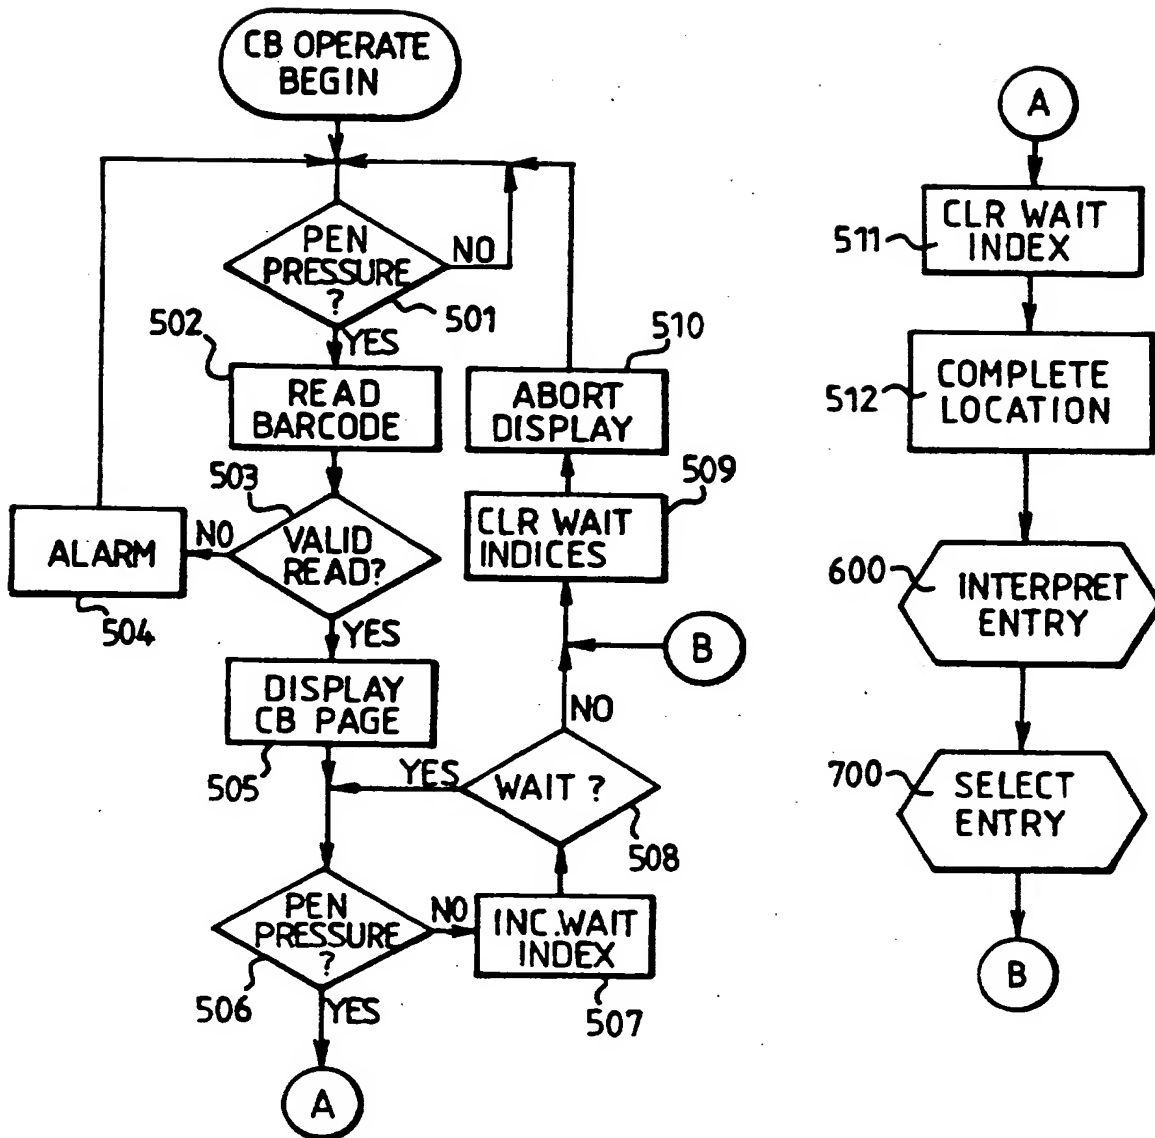 CB OPERATE
BEGIN
PEN
PRESSURE
?
NO
501
YES
502
READ
BARCODE
503
VALID
READ?
NO
ALARM
504
YES
DISPLAY
CB PAGE
505
PEN
PRESSURE
?
506
NO
YES
A
INC.WAIT
INDEX
507
WAIT ?
508
YES
NO
B
CLR WAIT
INDICES
509
ABORT
DISPLAY
510
A
CLR WAIT
INDEX
511
COMPLETE
LOCATION
512
INTERPRET
ENTRY
600
SELECT
ENTRY
700
B